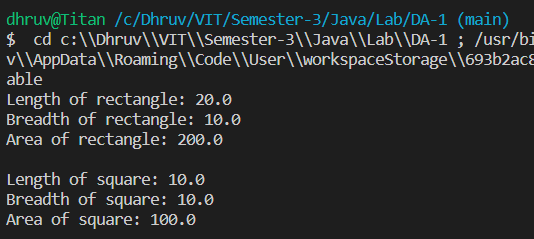 dhruv@Titan /c/Dhruv/VIT/Semester-3/Java/Lab/DA-1 (main)
$  cd c:\\Dhruv\\VIT\\Semester-3\\Java\\Lab\\DA-1 ; /usr/bi
v\\AppData\\Roaming\\Code\\User\\workspaceStorage\\693b2ac8
able
Length of rectangle: 20.0
Breadth of rectangle: 10.0
Area of rectangle: 200.0

Length of square: 10.0
Breadth of square: 10.0
Area of square: 100.0